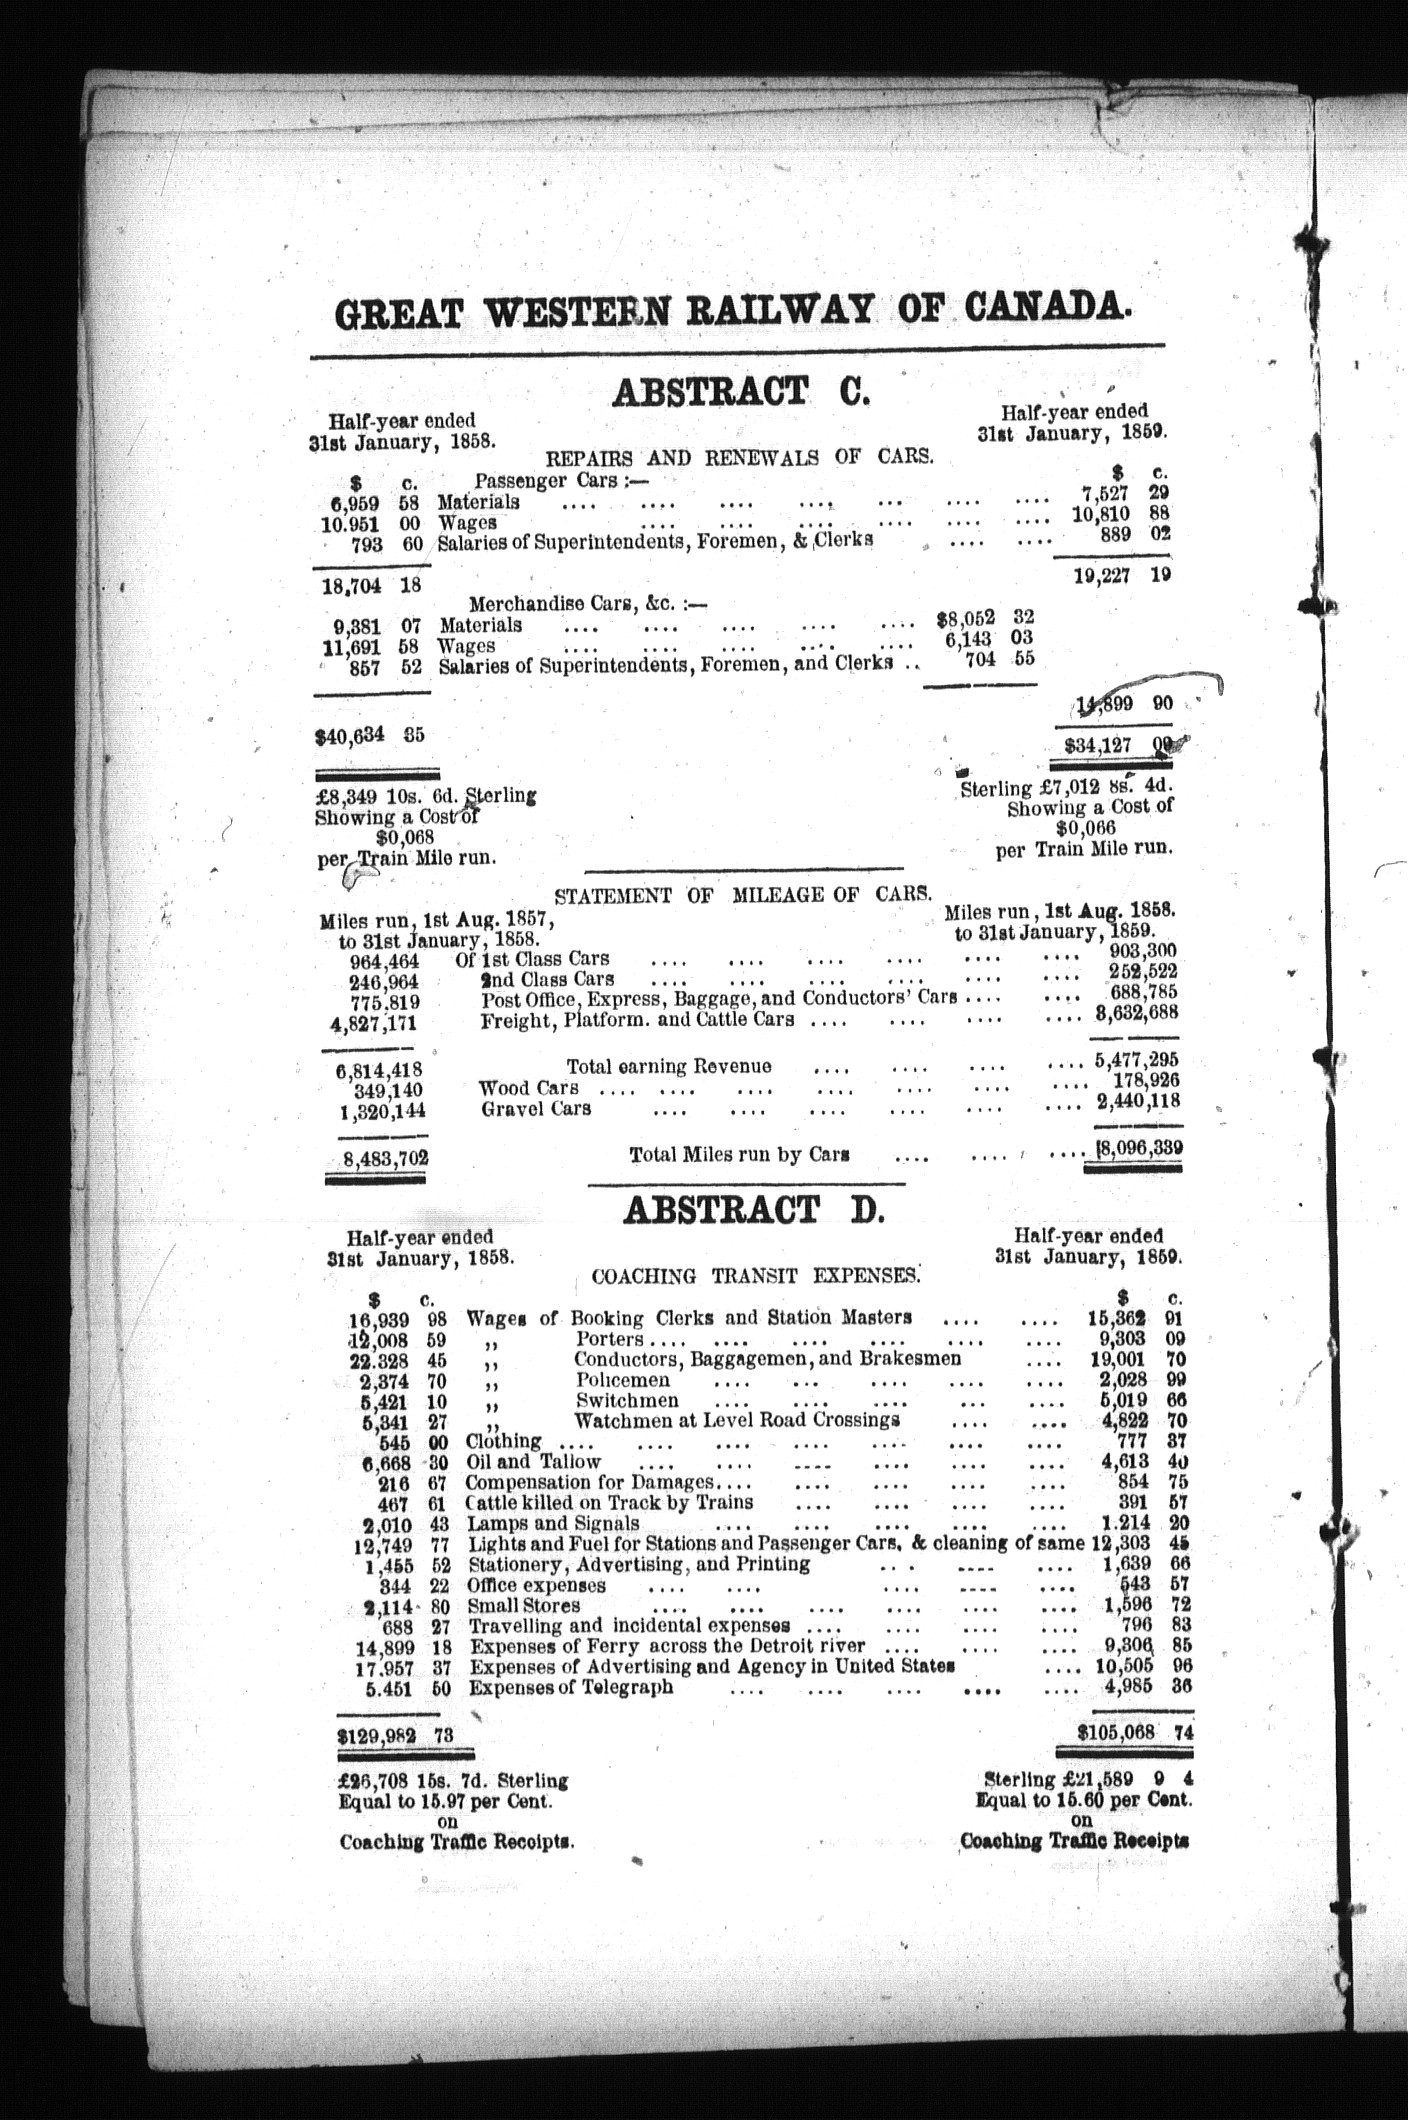 GREAT WESTERN RAILWAY OF CANADA.
ABSTRACT C.
Half-year ended Half-year ended
31st January, 1858. 31st January, 1859.
REPAIRS AND RENEWALS OF CARS.
$ c. Passenger Cars :— $ c.
6,959 58 Materials .... .... .... .... ... .... .... 7,527 29
10.951 00 Wages .... .... .... .... .... .... 10,810 88
793 60 Salaries of Superintendents, Foremen, & Clerks .... .... 889 02
18,704 18 19,227 19
Merchandise Cars, &c. :—
9,381 07 Materials .... .... .... .... .... $8,052 32
11,691 58 Wages .... .... .... .... .... 6,143 03
857 52 Salaries of Superintendents, Foremen, and Clerks .. 704 55
14,899 90
$40,634 35 $34,127 09
£8,349 10s. 6d. Sterling Sterling £7,012 8s. 4d.
Showing a Cost of Showing a Cost of
$0,068 $0,066
per Train Mile run. per Train Mile run.
STATEMENT OF MILEAGE OF CARS.
Miles run, 1st Aug. 1857, Miles run, 1st Aug. 1858.
to 31st January, 1858. to 31st January, 1859.
964,464 Of 1st Class Cars .... .... .... .... .... .... 903,300
246,964 2nd Class Cars .... .... .... .... .... .... 252,522
775.819 Post Office, Express, Baggage, and Conductors' Cars .... .... 688,785
4,827,171 Freight, Platform. and Cattle Cars .... .... .... .... 3,632,688
6,814,418 Total earning Revenue .... .... .... .... 5,477,295
349,140 Wood Cars .... .... .... .... .... .... .... 178,926
1,320,144 Gravel Cars .... .... .... .... .... .... 2,440,118
8,483,702 Total Miles run by Cars .... .... .... 8,096,339
ABSTRACT D.
Half-year ended Half-year ended
31st January, 1858. 31st January, 1859.
COACHING TRANSIT EXPENSES.
$ c. $ c.
16,939 98 Wages of Booking Clerks and Station Masters .... .... 15,362 91
12,008 59 ,, Porters .... .... .... .... .... .... 9,303 09
22.328 45 ,, Conductors, Baggagemen, and Brakesmen .... 19,001 70
2,374 70 ,, Policemen .... ... .... .... .... 2,028 99
5,421 10 ,, Switchmen .... .... .... ... .... 5,019 66
5,341 27 ,, Watchmen at Level Road Crossings .... .... 4,822 70
545 00 Clothing .... .... .... .... .... .... .... 777 37
6,668 30 Oil and Tallow .... .... .... .... .... .... 4,613 40
216 67 Compensation for Damages.... .... .... .... .... 854 75
467 61 Cattle killed on Track by Trains .... .... .... .... 391 57
2,010 43 Lamps and Signals .... .... .... .... .... 1.214 20
12,749 77 Lights and Fuel for Stations and Passenger Cars, & cleaning of same 12,303 45
1,455 52 Stationery, Advertising, and Printing ... .... .... 1,639 66
344 22 Office expenses .... .... .... .... .... 543 57
2,114 80 Small Stores .... .... .... .... .... .... 1,596 72
688 27 Travelling and incidental expenses .... .... .... .... 796 83
14,899 18 Expenses of Ferry across the Detroit river .... .... .... 9,306 85
17.957 37 Expenses of Advertising and Agency in United States .... 10,505 96
5.451 50 Expenses of Telegraph .... .... .... .... .... 4,985 36
$129,982 73 $105,068 74
£26,708 15s. 7d. Sterling Sterling £21,589 9 4
Equal to 15.97 per Cent. Equal to 15.60 per Cent.
on on
Coaching Traffic Receipts. Coaching Traffic Receipts